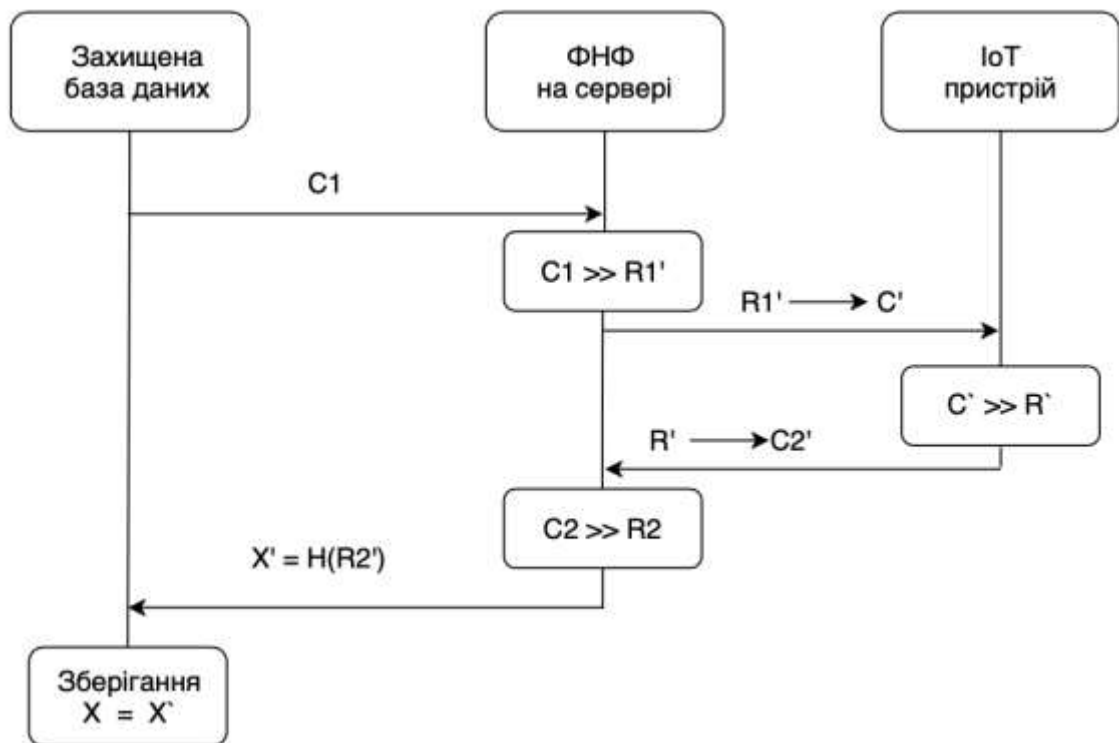 Захищена
база даних
ФНФ
на сервері
IoT
пристрій
C1
C1 >> R1'
R1' → C'
C` >> R`
R' → C2'
C2 >> R2
X' = H(R2')
Зберігання
X = X`